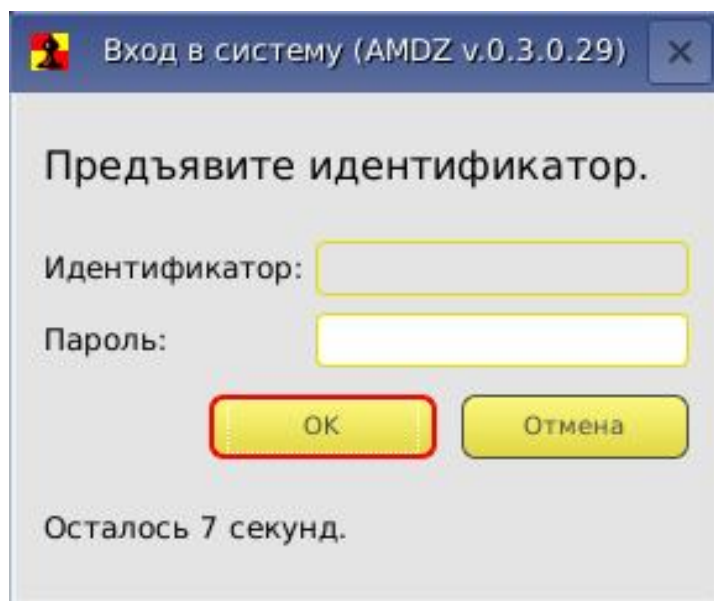 Вход в систему (AMDZ v.0.3.0.29)
Предъявите идентификатор.
Идентификатор:
Пароль:
OK Отмена
Осталось 7 секунд.